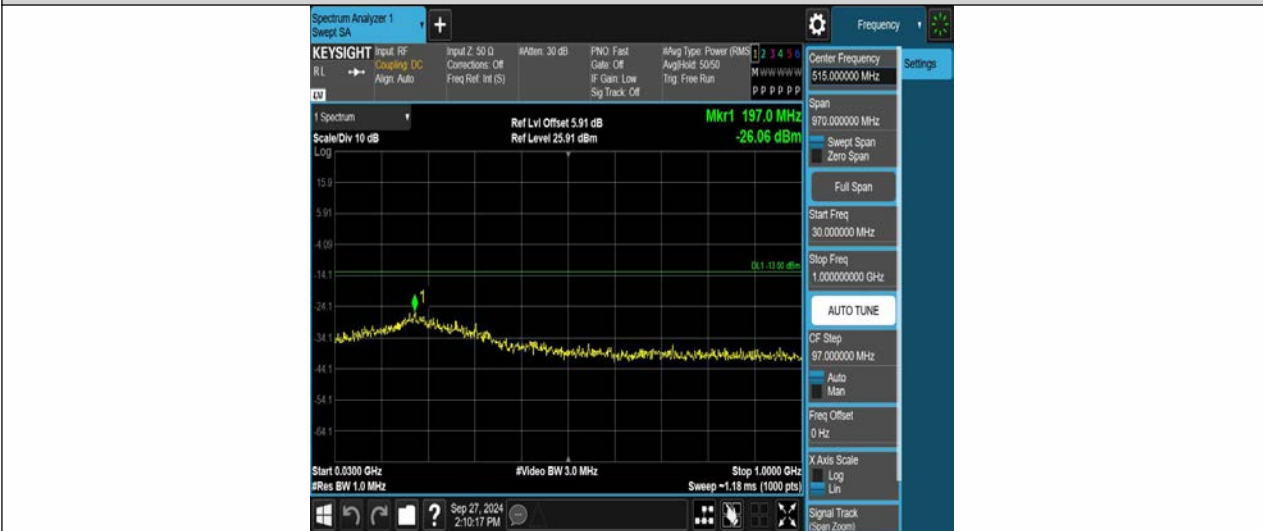 Spectrum Analyzer 1
Swept SA
+
Frequency
KEYSIGHT
RL
Input: RF
Coupling: DC
Align: Auto
Input Z: 50 Ω
Corrections: Off
Freq Ref: Int (S)
#Atten: 30 dB
PNO: Fast
Gate: Off
IF Gain: Low
Sig Track: Off
#Avg Type: Power (RMS
Avg|Hold: 50/50
Trig: Free Run
1 2 3 4 5 6
M W W W W W
P P P P P P
1 Spectrum
Scale/Div 10 dB
Log
Ref Lvl Offset 5.91 dB
Ref Level 25.91 dBm
Mkr1 197.0 MHz
-26.06 dBm
15.9
5.91
-4.09
-14.1
-24.1
-34.1
-44.1
-54.1
-64.1
DL1 -13.00 dBm
1
Start 0.0300 GHz
#Res BW 1.0 MHz
#Video BW 3.0 MHz
Stop 1.0000 GHz
Sweep ~1.18 ms (1000 pts)
Center Frequency
515.000000 MHz
Settings
Span
970.000000 MHz
Swept Span
Zero Span
Full Span
Start Freq
30.000000 MHz
Stop Freq
1.000000000 GHz
AUTO TUNE
CF Step
97.000000 MHz
Auto
Man
Freq Offset
0 Hz
X Axis Scale
Log
Lin
Signal Track
(Span Zoom)
?
Sep 27, 2024
2:10:17 PM